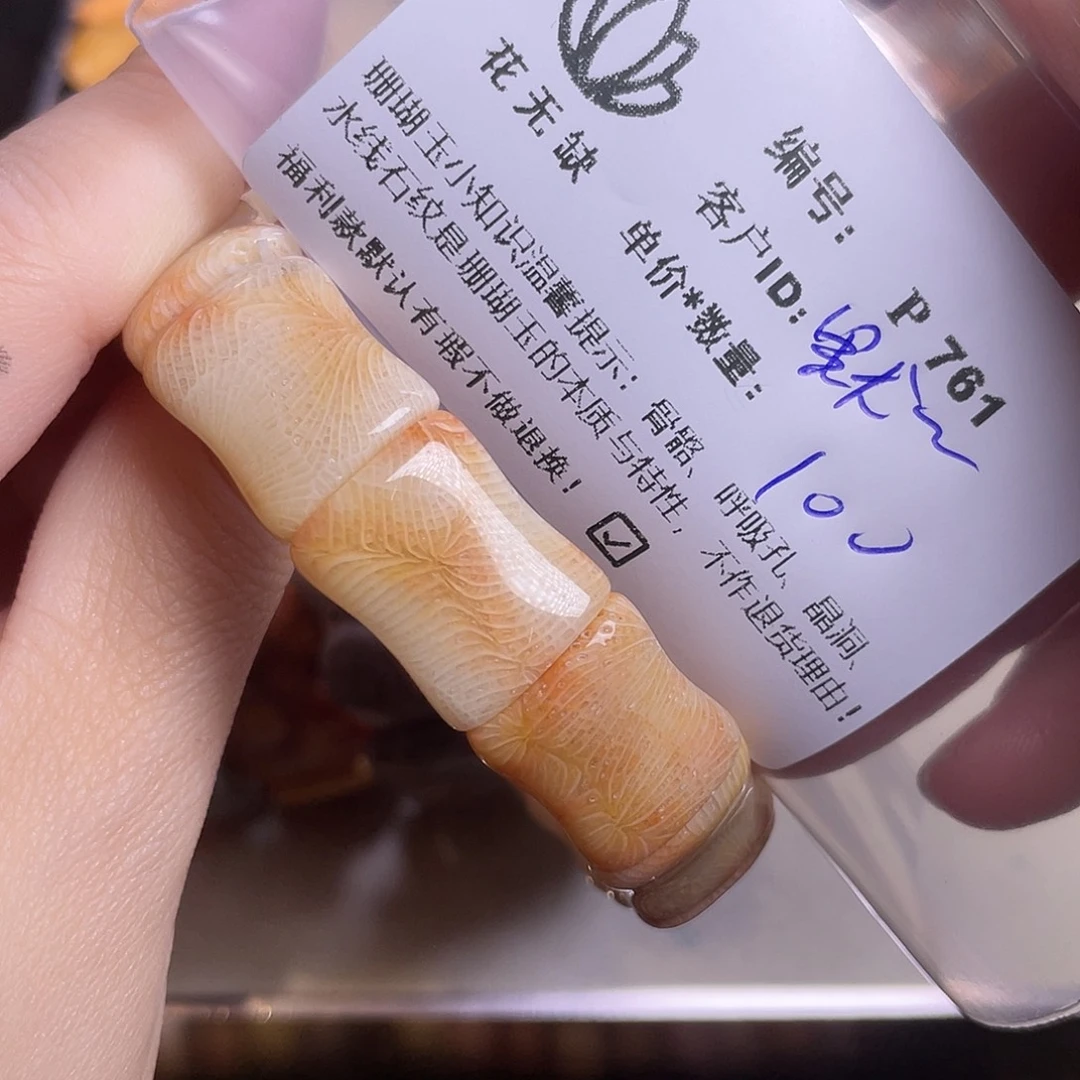 花无缺
编号: P 761
客户ID:
单价*数量: 100
珊瑚玉小知识温馨提示: 骨骼、呼吸孔、晶洞、
水线石纹是珊瑚玉的本质与特性, 不作退货理由!
福利款默认有瑕不做退换! ☑